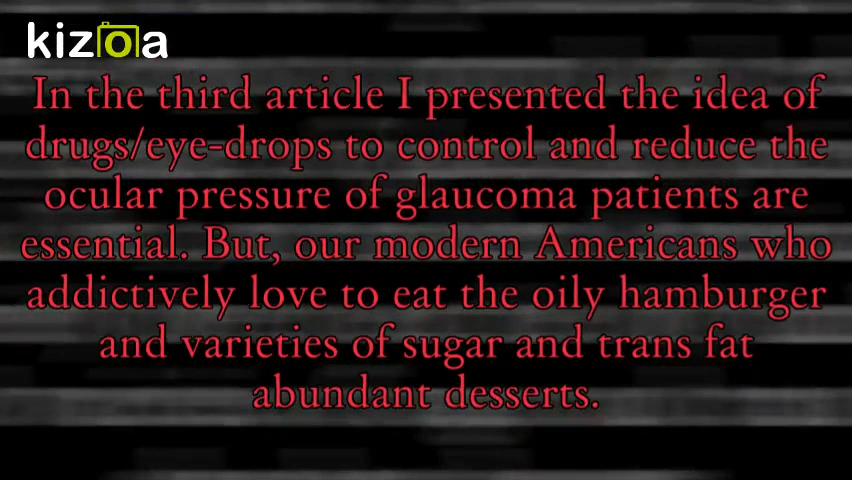 kizoa
In the third article I presented the idea of
drugs/eye-drops to control and reduce the
ocular pressure of glaucoma patients are
essential. But, our modern Americans who
addictively love to eat the oily hamburger
and varieties of sugar and trans fat
abundant desserts.